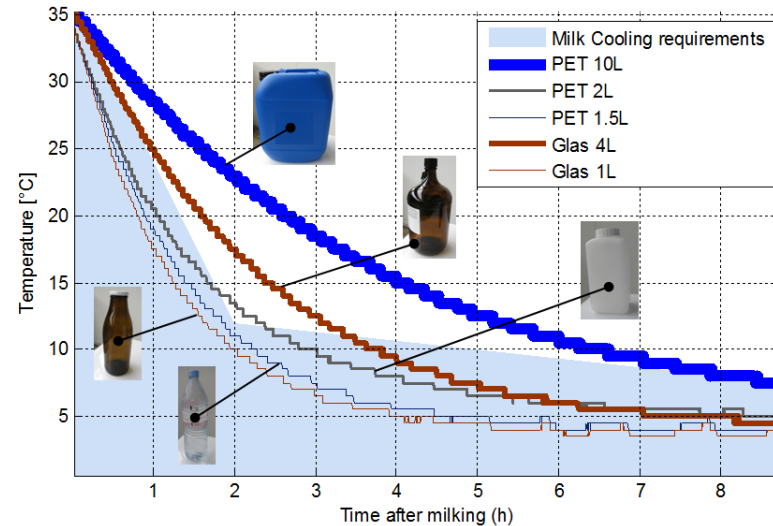 35
30
25
20
15
10
5
Temperature [°C]
Milk Cooling requirements
PET 10L
PET 2L
PET 1.5L
Glas 4L
Glas 1L
1 2 3 4 5 6 7 8
Time after milking (h)